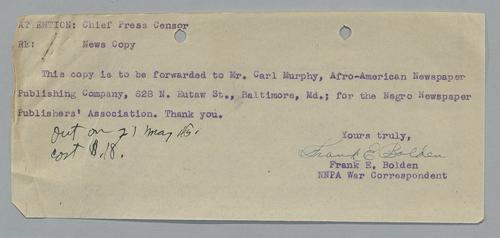 ATTENTION: Chief Press Censor
RE: News Copy
This copy is to be forwarded to Mr. Carl Murphy, Afro-American Newspaper
Publishing Company, 628 N. Eutaw St., Baltimore, Md.; for the Negro Newspaper
Publishers' Association. Thank you.
out on 21 May 45.
cost 8.18.
Yours truly,
Frank E Bolden
Frank E. Bolden
NNPA War Correspondent